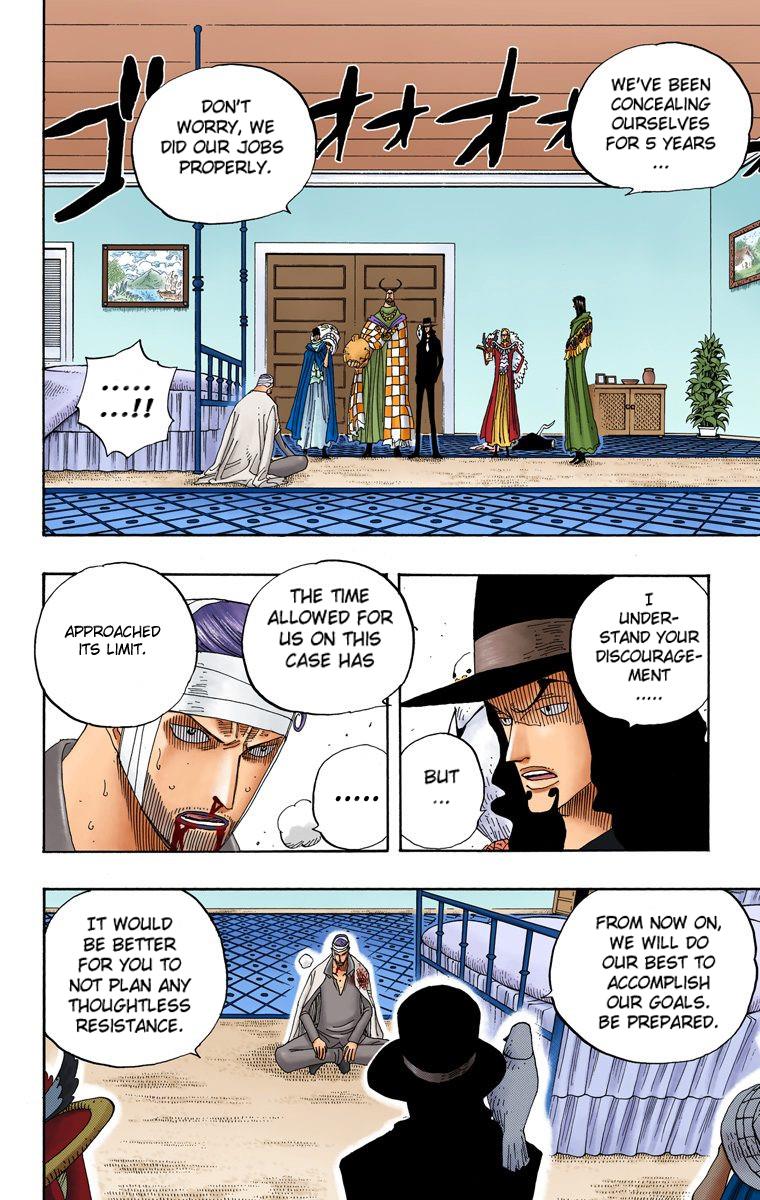 WE'VE BEEN
CONCEALING
OURSELVES
FOR 5 YEARS
...
DON'T
WORRY, WE
DID OUR JOBS
PROPERLY.
ゴオオオオ
......
...!!
I
UNDER-
STAND YOUR
DISCOURAGE-
MENT
.....
BUT
...
THE TIME
ALLOWED FOR
US ON THIS
CASE HAS
APPROACHED
ITS LIMIT.
.....
FROM NOW ON,
WE WILL DO
OUR BEST TO
ACCOMPLISH
OUR GOALS.
BE PREPARED.
IT WOULD
BE BETTER
FOR YOU TO
NOT PLAN ANY
THOUGHTLESS
RESISTANCE.